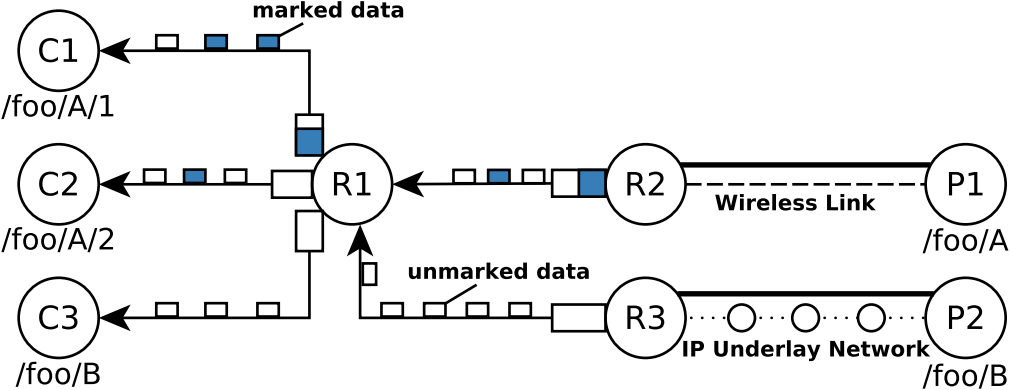 marked data
C1
/foo/A/1
C2
R1
R2
P1
Wireless Link
/foo/A/2
/foo/A
unmarked data
C3
R3
P2
IP Underlay Network
/foo/B
/foo/B